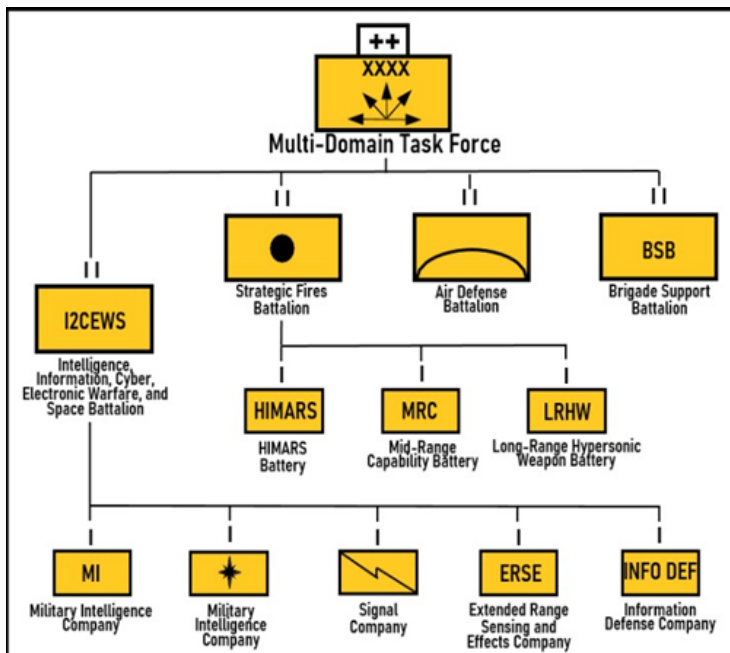 ++
XXXX
Multi-Domain Task Force
II
II
II
II
I2CEWS
Intelligence,
Information, Cyber,
Electronic Warfare, and
Space Battalion
Strategic Fires
Battalion
Air Defense
Battalion
BSB
Brigade Support
Battalion
I
I
I
HIMARS
HIMARS
Battery
MRC
Mid-Range
Capability Battery
LRHW
Long-Range Hypersonic
Weapon Battery
I
I
I
I
I
MI
Military Intelligence
Company
Military
Intelligence
Company
Signal
Company
ERSE
Extended Range
Sensing and
Effects Company
INFO DEF
Information
Defense Company